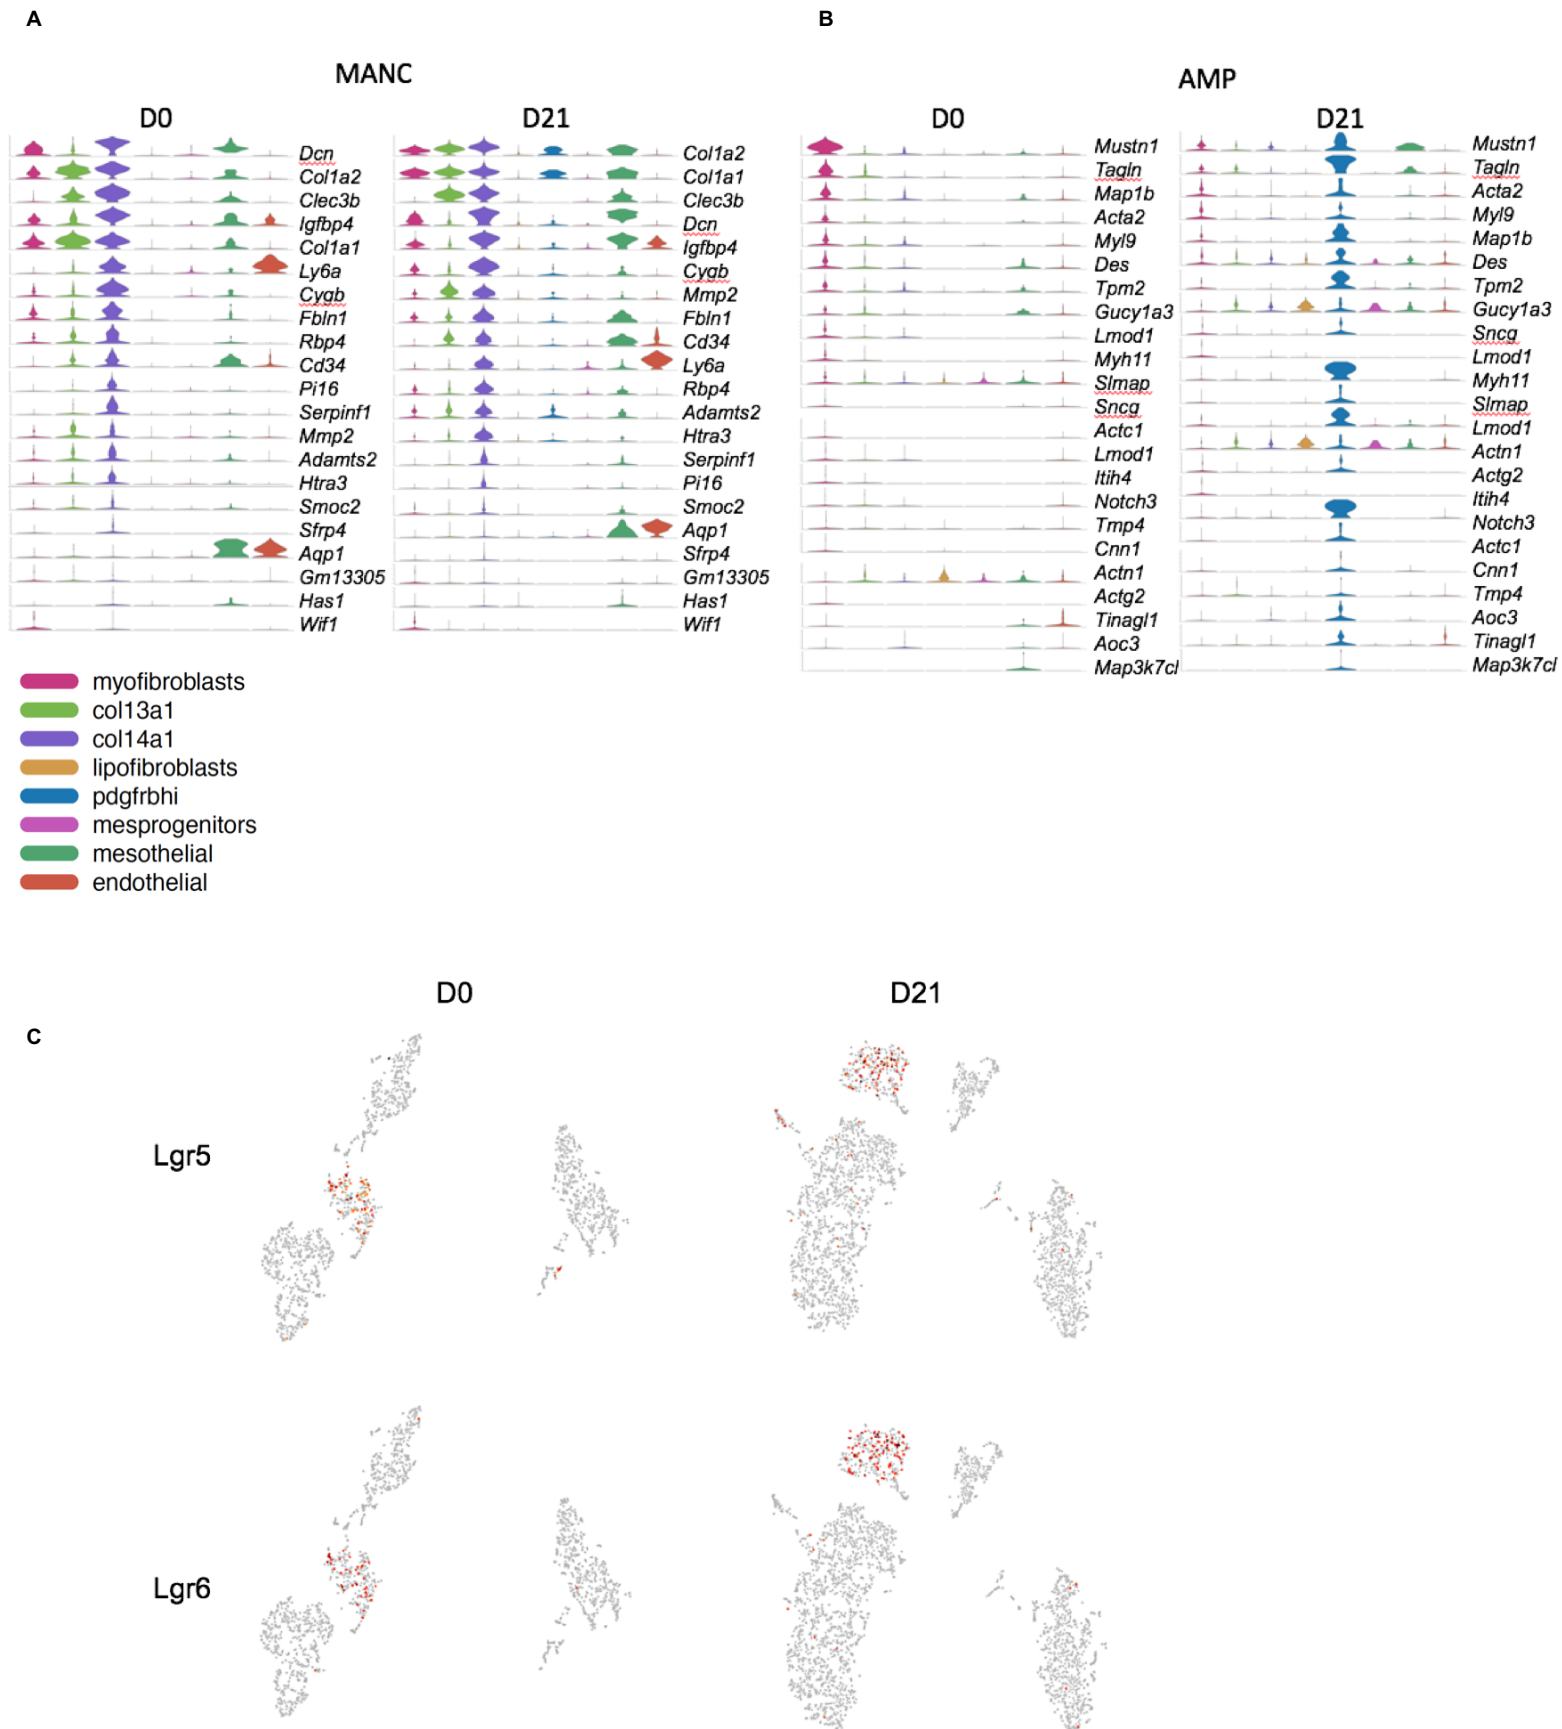 A
B
MANC
AMP
D0
D21
D0
D21
Dcn
Col1a2
Clec3b
Igfbp4
Col1a1
Ly6a
Cygb
Fbln1
Rbp4
Cd34
Pi16
Serpinf1
Mmp2
Adamts2
Htra3
Smoc2
Sfrp4
Aqp1
Gm13305
Has1
Wif1
Col1a2
Col1a1
Clec3b
Dcn
Igfbp4
Cygb
Mmp2
Fbln1
Cd34
Ly6a
Rbp4
Adamts2
Htra3
Serpinf1
Pi16
Smoc2
Aqp1
Sfrp4
Gm13305
Has1
Wif1
Mustn1
Tagln
Map1b
Acta2
Myl9
Des
Tpm2
Gucy1a3
Lmod1
Myh11
Slmap
Sncg
Actc1
Lmod1
Itih4
Notch3
Tmp4
Cnn1
Actn1
Actg2
Tinagl1
Aoc3
Map3k7cl
Mustn1
Tagln
Acta2
Myl9
Map1b
Des
Tpm2
Gucy1a3
Sncg
Lmod1
Myh11
Slmap
Lmod1
Actn1
Actg2
Itih4
Notch3
Actc1
Cnn1
Tmp4
Aoc3
Tinagl1
Map3k7cl
myofibroblasts
col13a1
col14a1
lipofibroblasts
pdgfrbhi
mesprogenitors
mesothelial
endothelial
D0
D21
C
Lgr5
Lgr6